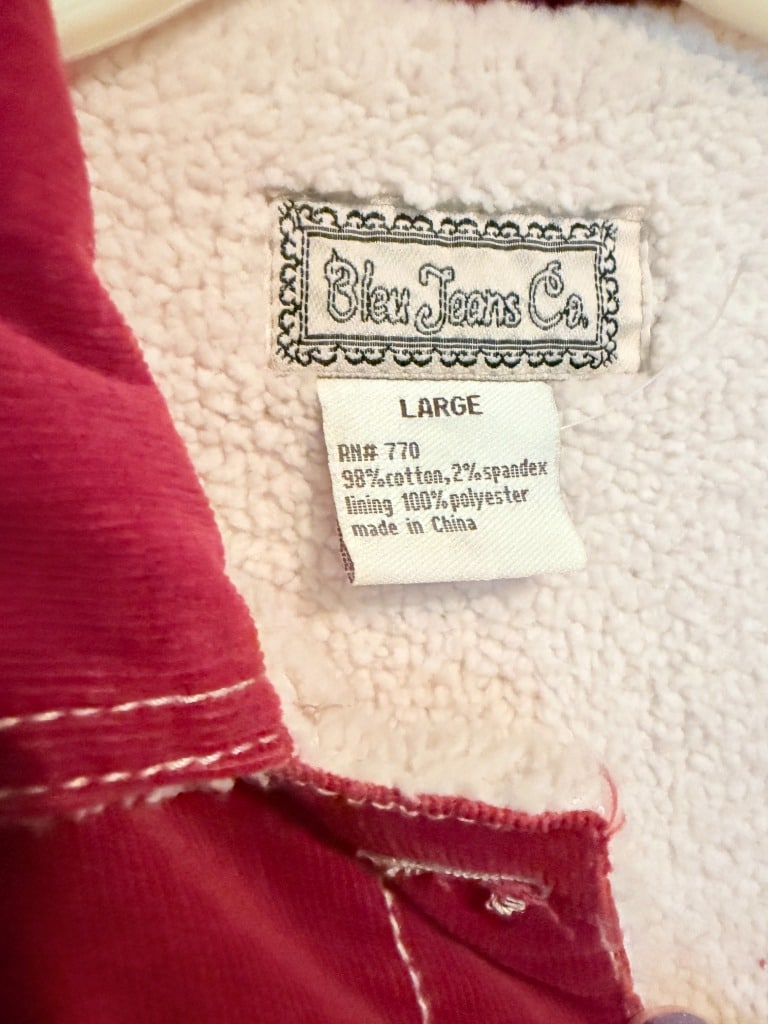 Bleu Jeans Co.
LARGE
RN# 770
98%cotton,2%spandex
lining 100%polyester
made in China